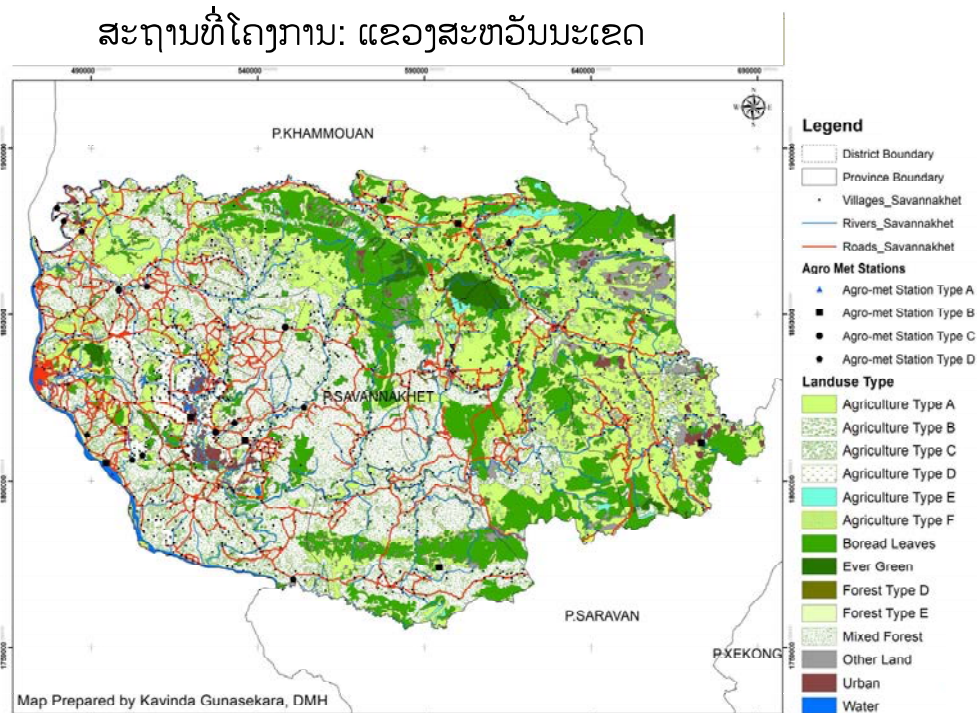 ສະຖານທີ່ໂຄງການ: ແຂວງສະຫວັນນະເຂດ
490000 540000 590000 640000 690000
N
W E
S
P.KHAMMOUAN
P.SAVANNAKHET
P.SARAVAN
P.XEKONG
1900000
1800000
1900000
1800000
Map Prepared by Kavinda Gunasekara, DMH
Legend
District Boundary
Province Boundary
Villages_Savannakhet
Rivers_Savannakhet
Roads_Savannakhet
Agro Met Stations
Agro-met Station Type A
Agro-met Station Type B
Agro-met Station Type C
Agro-met Station Type D
Landuse Type
Agriculture Type A
Agriculture Type B
Agriculture Type C
Agriculture Type D
Agriculture Type E
Agriculture Type F
Boread Leaves
Ever Green
Forest Type D
Forest Type E
Mixed Forest
Other Land
Urban
Water